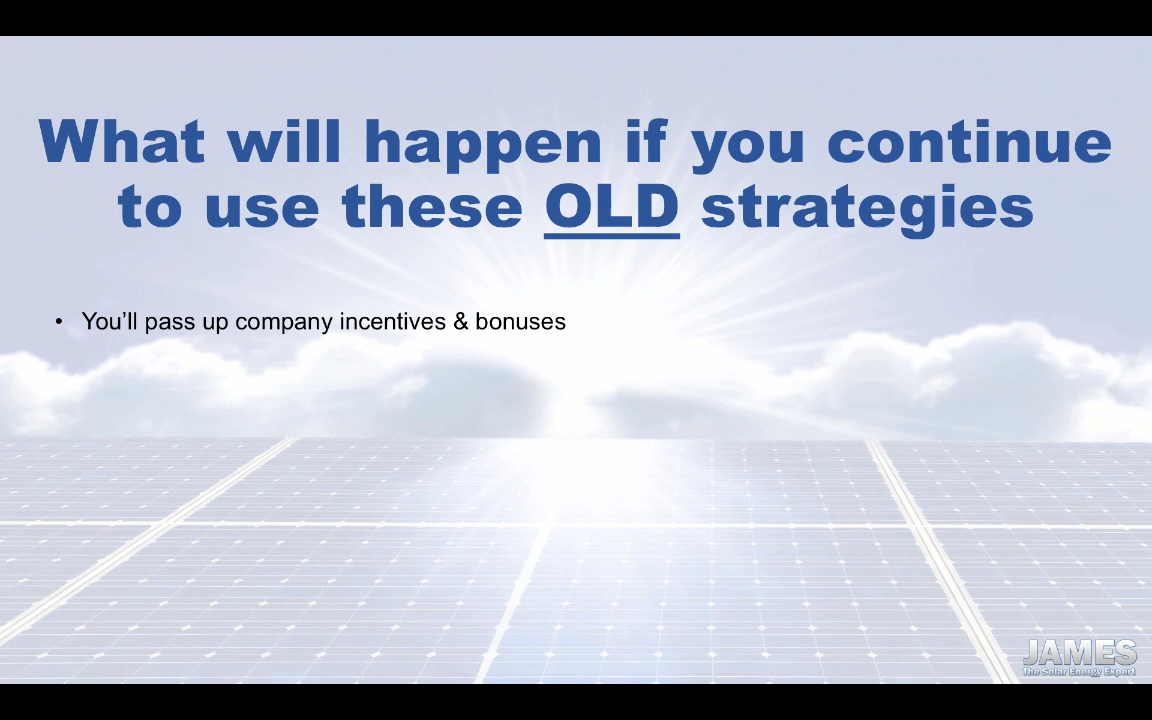 What will happen if you continue
to use these OLD strategies
• You’ll pass up company incentives & bonuses
JAMES
The Solar Energy Expert